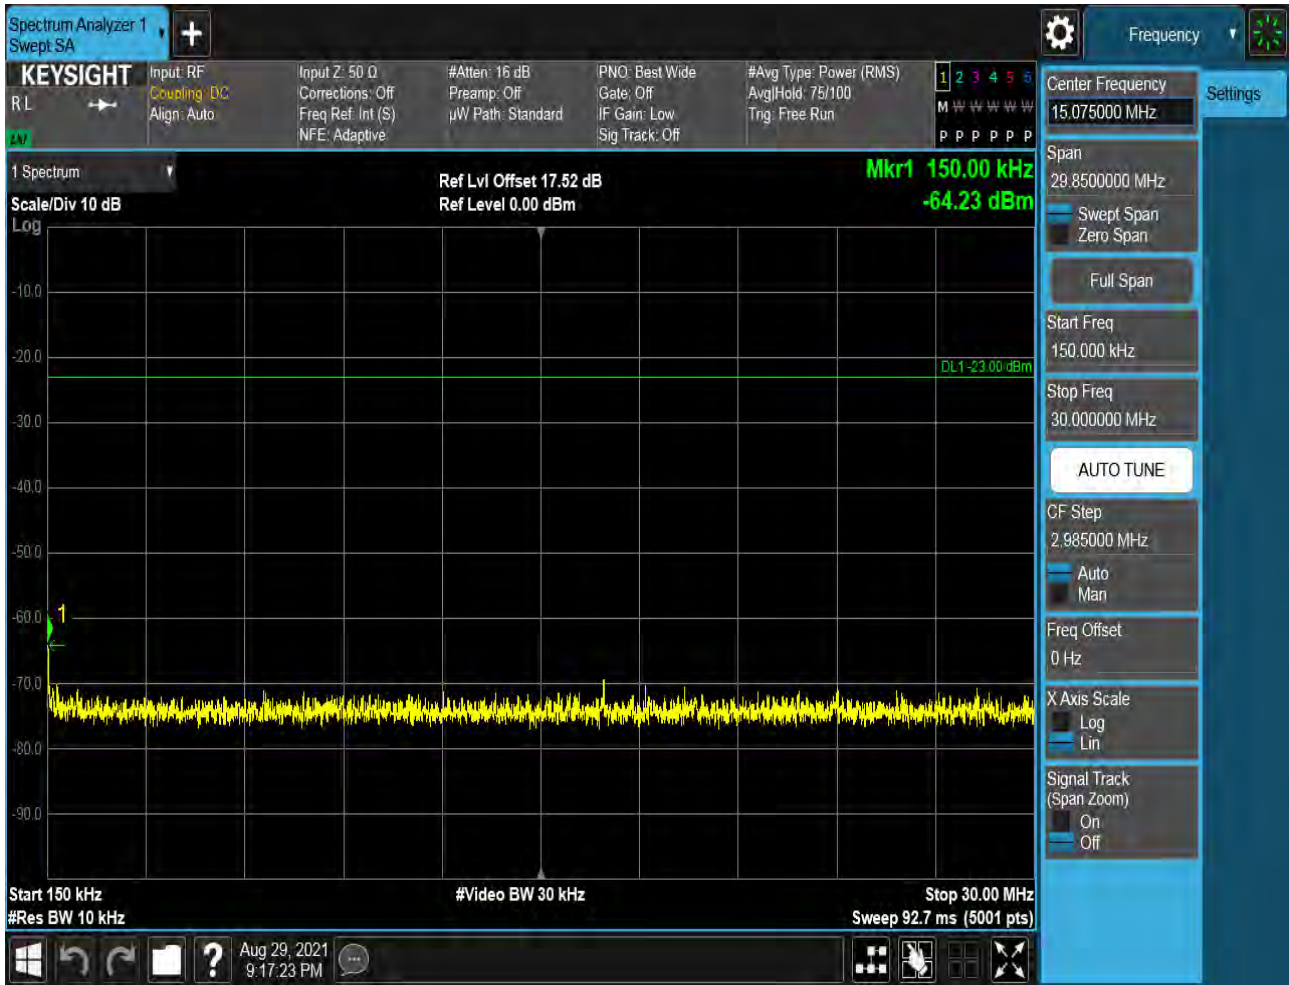 Spectrum Analyzer 1
Swept SA
Frequency
KEYSIGHT
R L
Input: RF
Coupling: DC
Align: Auto
Input Z: 50 Ω
Corrections: Off
Freq Ref: Int (S)
NFE: Adaptive
#Atten: 16 dB
Preamp: Off
µW Path: Standard
PNO: Best Wide
Gate: Off
IF Gain: Low
Sig Track: Off
#Avg Type: Power (RMS)
Avg|Hold: 75/100
Trig: Free Run
1 2 3 4 5 6
M W W W W W
P P P P P P
1 Spectrum
Scale/Div 10 dB
Log
Ref Lvl Offset 17.52 dB
Ref Level 0.00 dBm
Mkr1 150.00 kHz
-64.23 dBm
-10.0
-20.0
DL1 -23.00 dBm
-30.0
-40.0
-50.0
-60.0
1
-70.0
-80.0
-90.0
Start 150 kHz
#Video BW 30 kHz
Stop 30.00 MHz
#Res BW 10 kHz
Sweep 92.7 ms (5001 pts)
Aug 29, 2021
9:17:23 PM
Center Frequency
15.075000 MHz
Settings
Span
29.8500000 MHz
Swept Span
Zero Span
Full Span
Start Freq
150.000 kHz
Stop Freq
30.000000 MHz
AUTO TUNE
CF Step
2.985000 MHz
Auto
Man
Freq Offset
0 Hz
X Axis Scale
Log
Lin
Signal Track
(Span Zoom)
On
Off